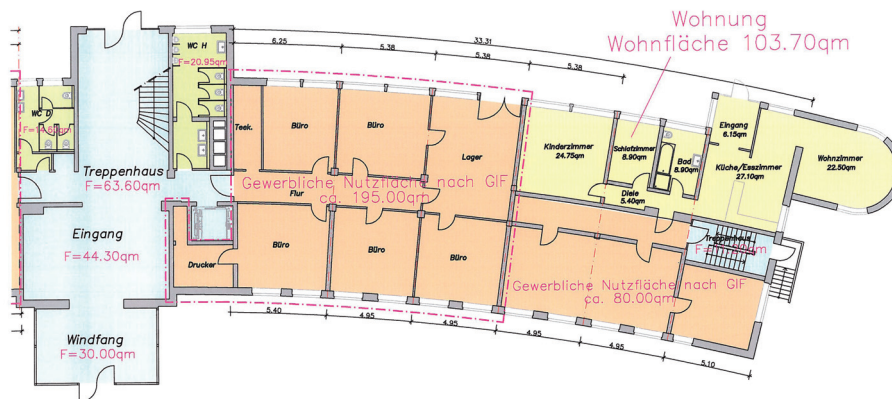 Wohnung
Wohnfläche 103.70qm
33.31
6.25
5.38
5.38
5.38
WC H
F=20.95qm
WC D
Teek.
Büro
Büro
Lager
Kinderzimmer
24.75qm
Schlafzimmer
8.90qm
Bad
8.90qm
Eingang
6.15qm
Küche/Esszimmer
27.10qm
Wohnzimmer
22.50qm
Diele
5.40qm
Treppenhaus
F=63.60qm
Gewerbliche Nutzfläche nach GIF
ca. 195.00qm
Flur
Eingang
F=44.30qm
Drucker
Büro
Büro
Büro
Treppenhaus
Gewerbliche Nutzfläche nach GIF
ca. 80.00qm
Windfang
F=30.00qm
5.40
4.95
4.95
4.95
4.95
5.10